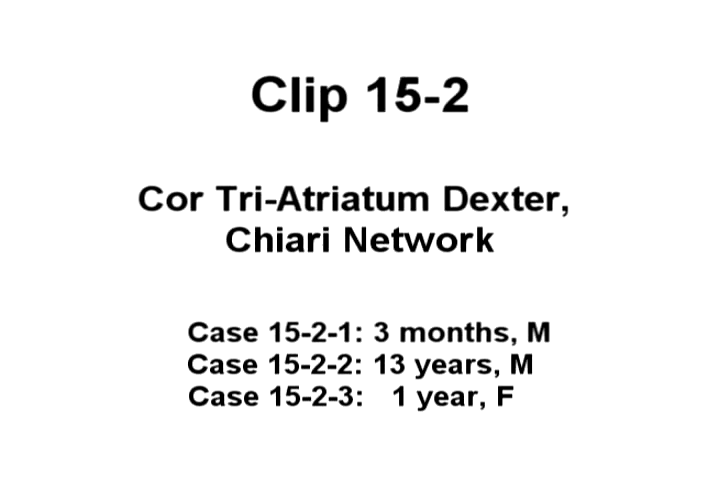 Clip 15-2
Cor Tri-Atriatum Dexter,
Chiari Network
Case 15-2-1: 3 months, M
Case 15-2-2: 13 years, M
Case 15-2-3: 1 year, F